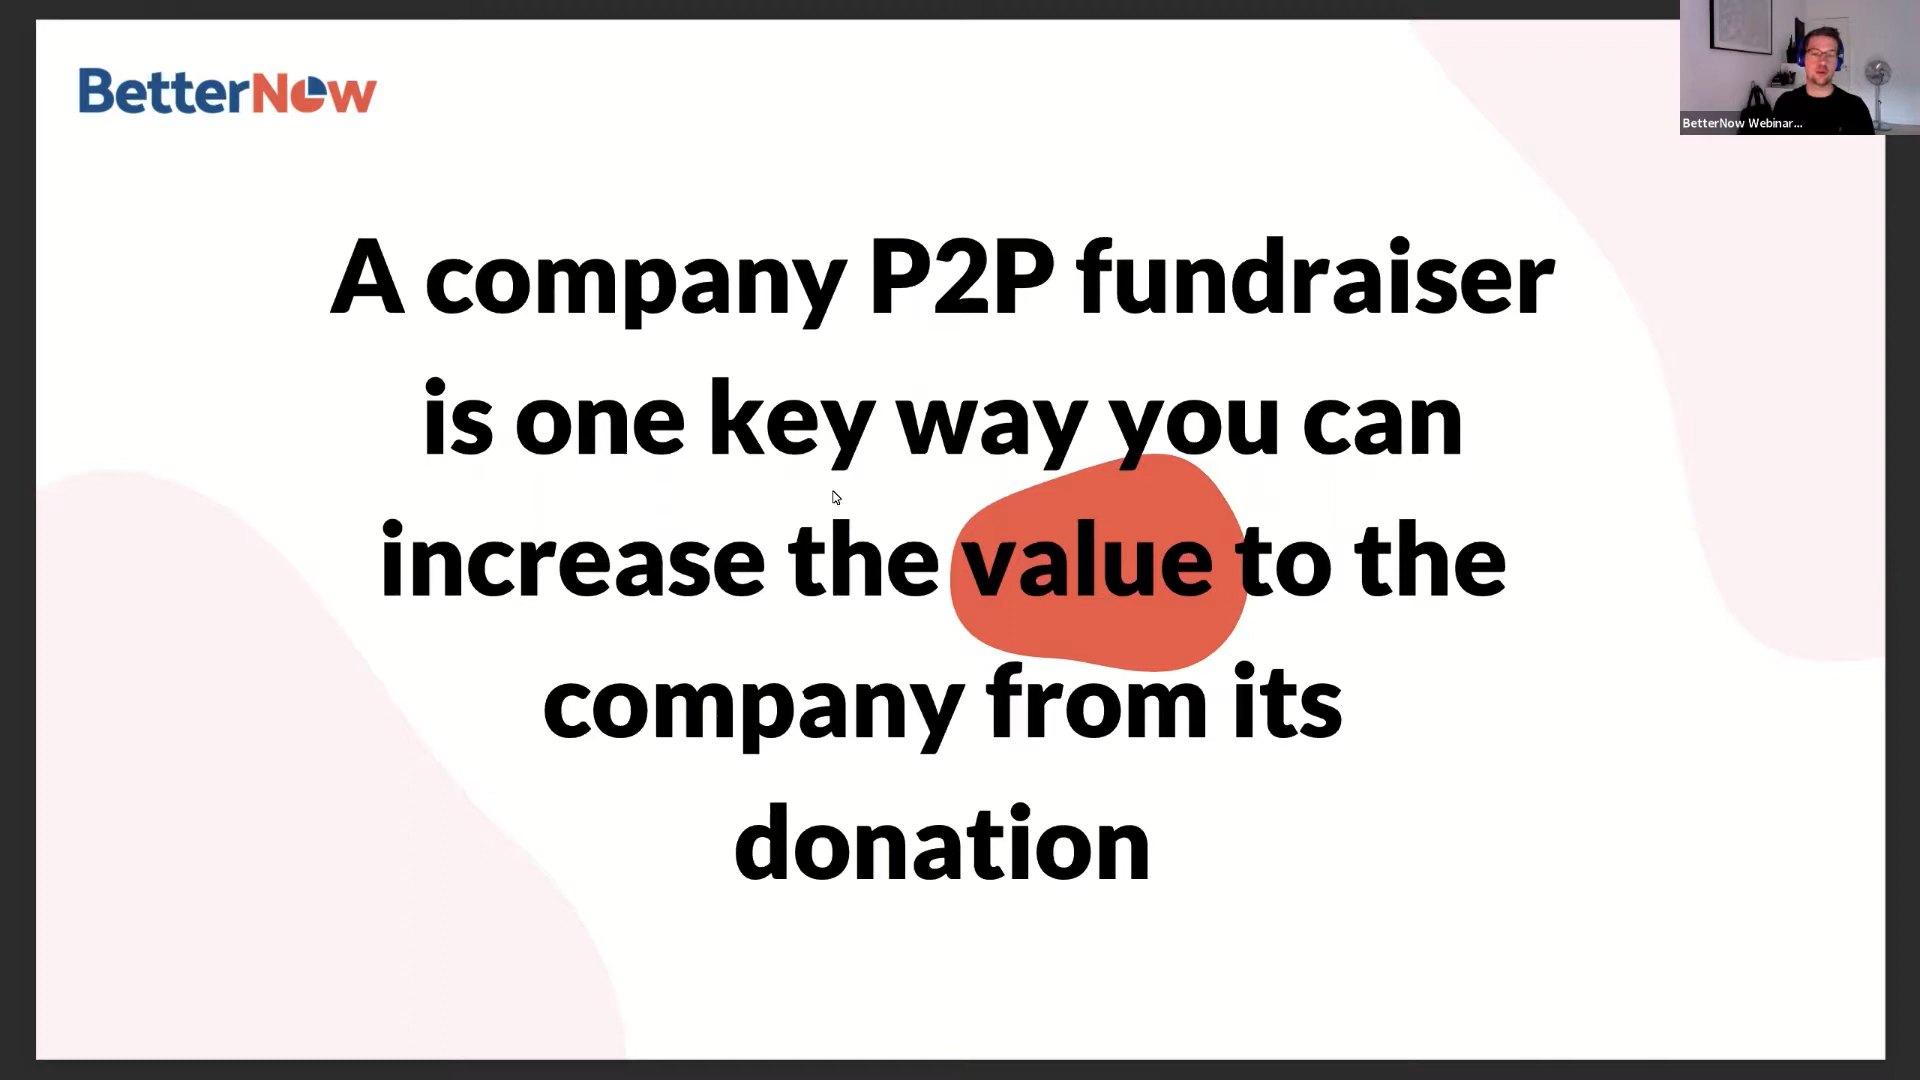 BetterNow
BetterNow Webinar...
A company P2P fundraiser
is one key way you can
increase the value to the
company from its
donation